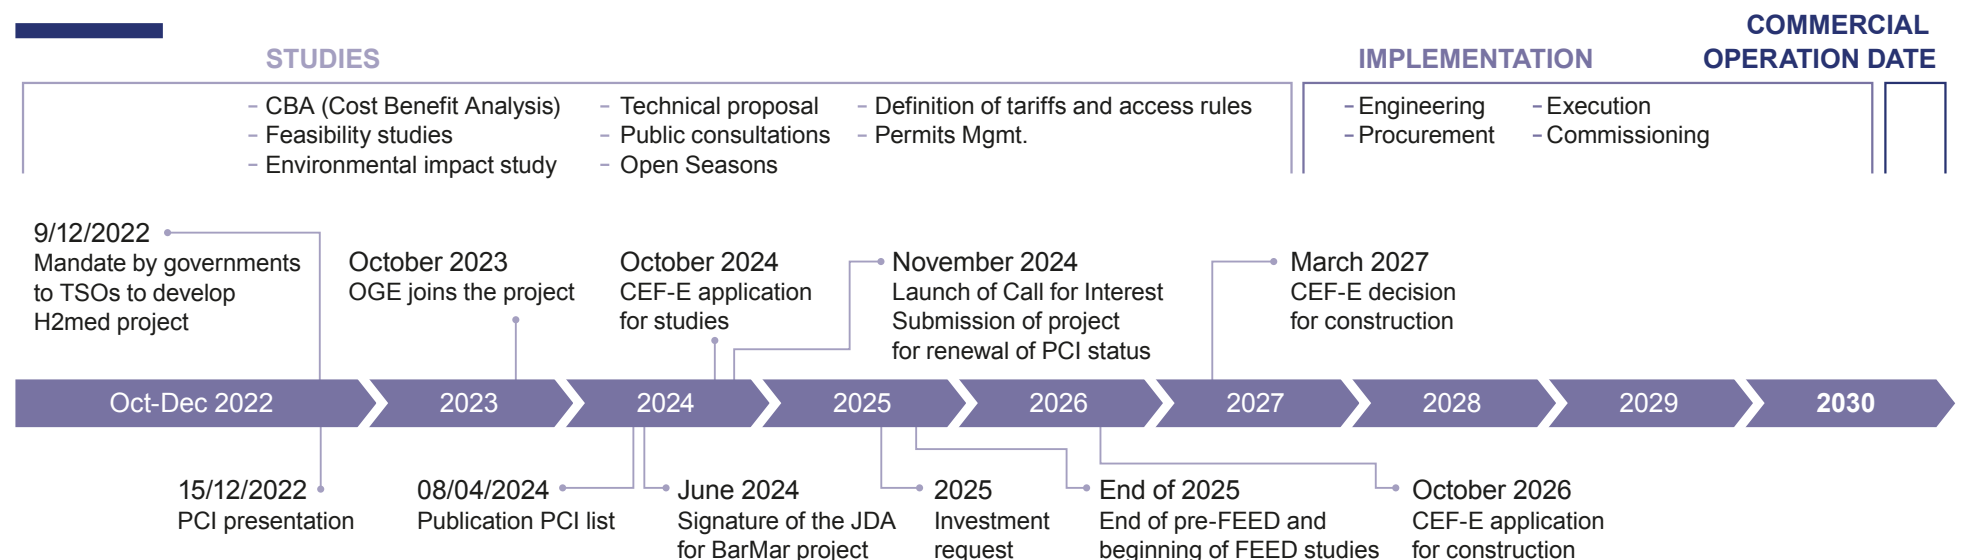 STUDIES
– CBA (Cost Benefit Analysis)
– Feasibility studies
– Environmental impact study
– Technical proposal
– Public consultations
– Open Seasons
– Definition of tariffs and access rules
– Permits Mgmt.
IMPLEMENTATION
– Engineering
– Procurement
– Execution
– Commissioning
COMMERCIAL
OPERATION DATE
9/12/2022
Mandate by governments
to TSOs to develop
H2med project
October 2023
OGE joins the project
October 2024
CEF-E application
for studies
November 2024
Launch of Call for Interest
Submission of project
for renewal of PCI status
March 2027
CEF-E decision
for construction
Oct-Dec 2022
2023
2024
2025
2026
2027
2028
2029
2030
15/12/2022
PCI presentation
08/04/2024
Publication PCI list
June 2024
Signature of the JDA
for BarMar project
2025
Investment
request
End of 2025
End of pre-FEED and
beginning of FEED studies
October 2026
CEF-E application
for construction